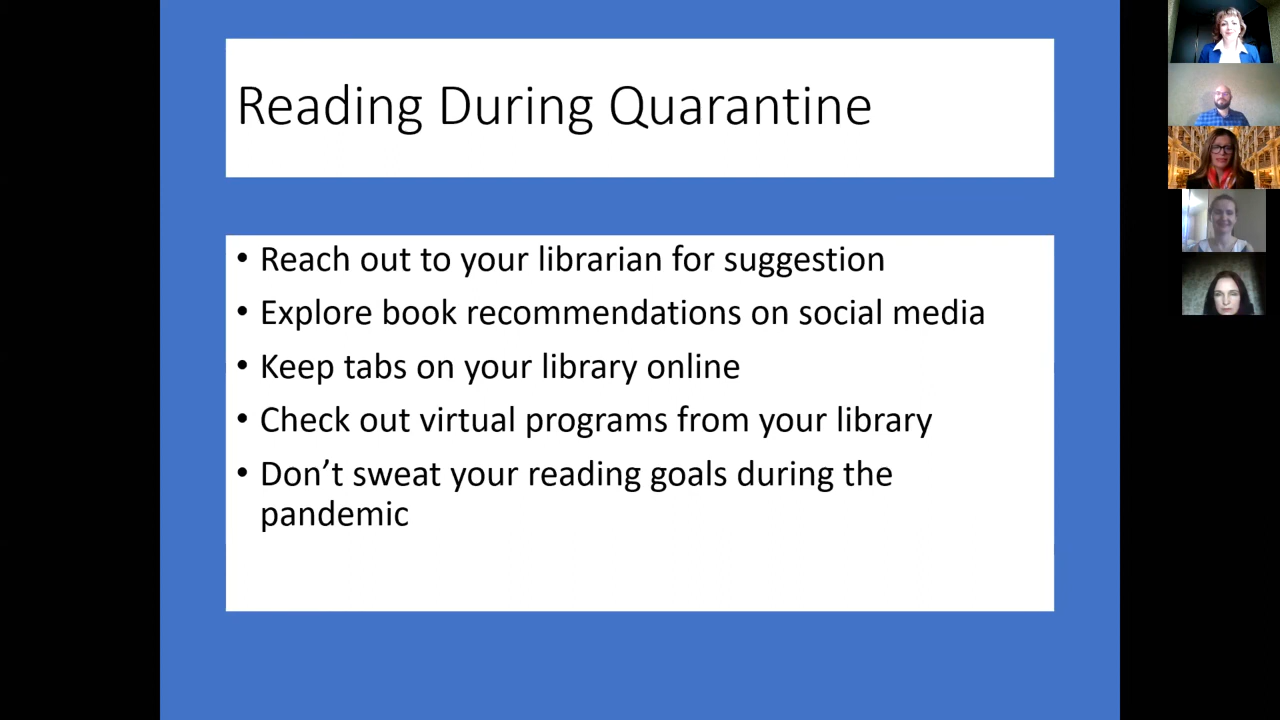 Reading During Quarantine
• Reach out to your librarian for suggestion
• Explore book recommendations on social media
• Keep tabs on your library online
• Check out virtual programs from your library
• Don’t sweat your reading goals during the
pandemic